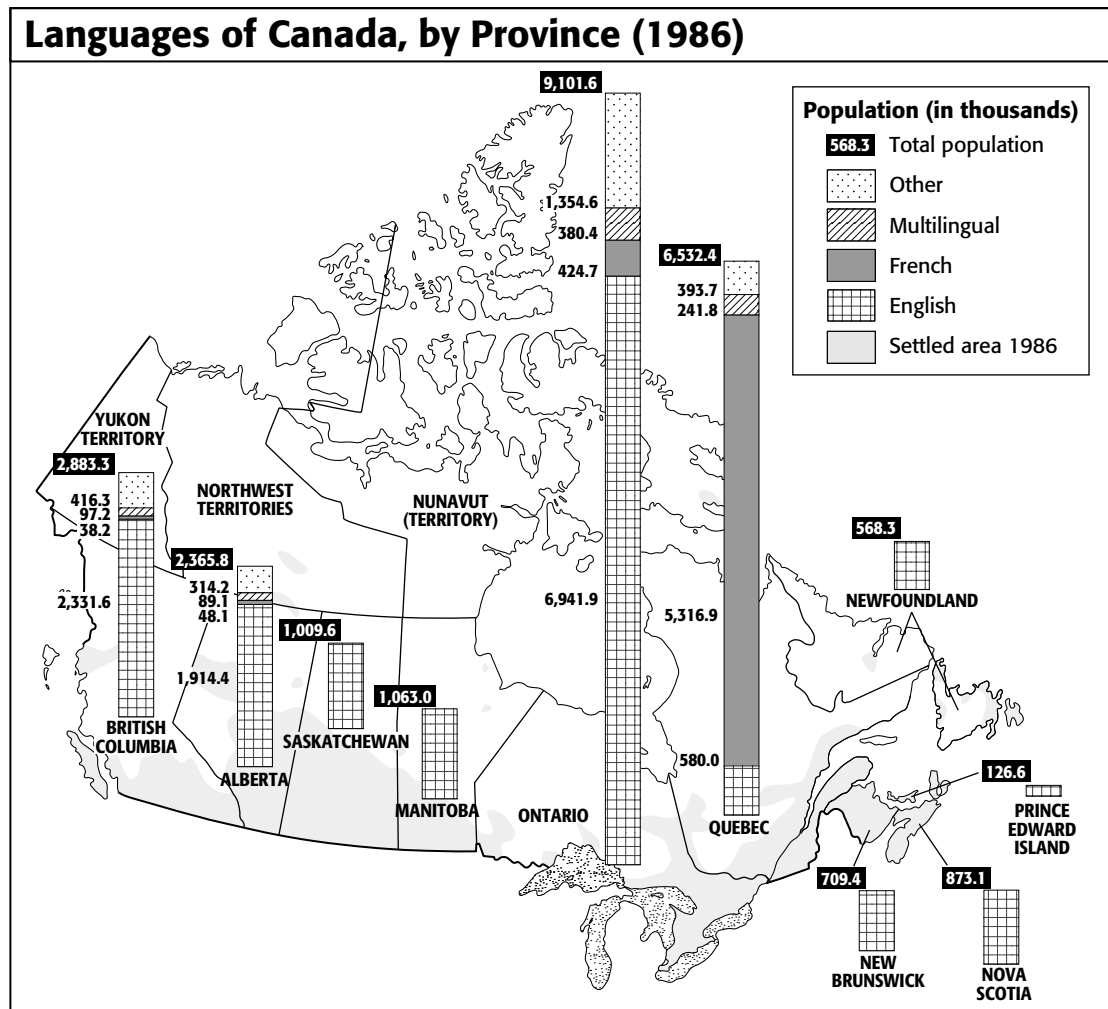 Languages of Canada, by Province (1986)
Population (in thousands)
568.3 Total population
Other
Multilingual
French
English
Settled area 1986
9,101.6
1,354.6
380.4
424.7
6,941.9
ONTARIO
6,532.4
393.7
241.8
5,316.9
580.0
QUEBEC
YUKON
TERRITORY
NORTHWEST
TERRITORIES
NUNAVUT
(TERRITORY)
2,883.3
416.3
97.2
38.2
2,331.6
BRITISH
COLUMBIA
2,365.8
314.2
89.1
48.1
1,914.4
ALBERTA
1,009.6
SASKATCHEWAN
1,063.0
MANITOBA
568.3
NEWFOUNDLAND
126.6
PRINCE
EDWARD
ISLAND
709.4
NEW
BRUNSWICK
873.1
NOVA
SCOTIA